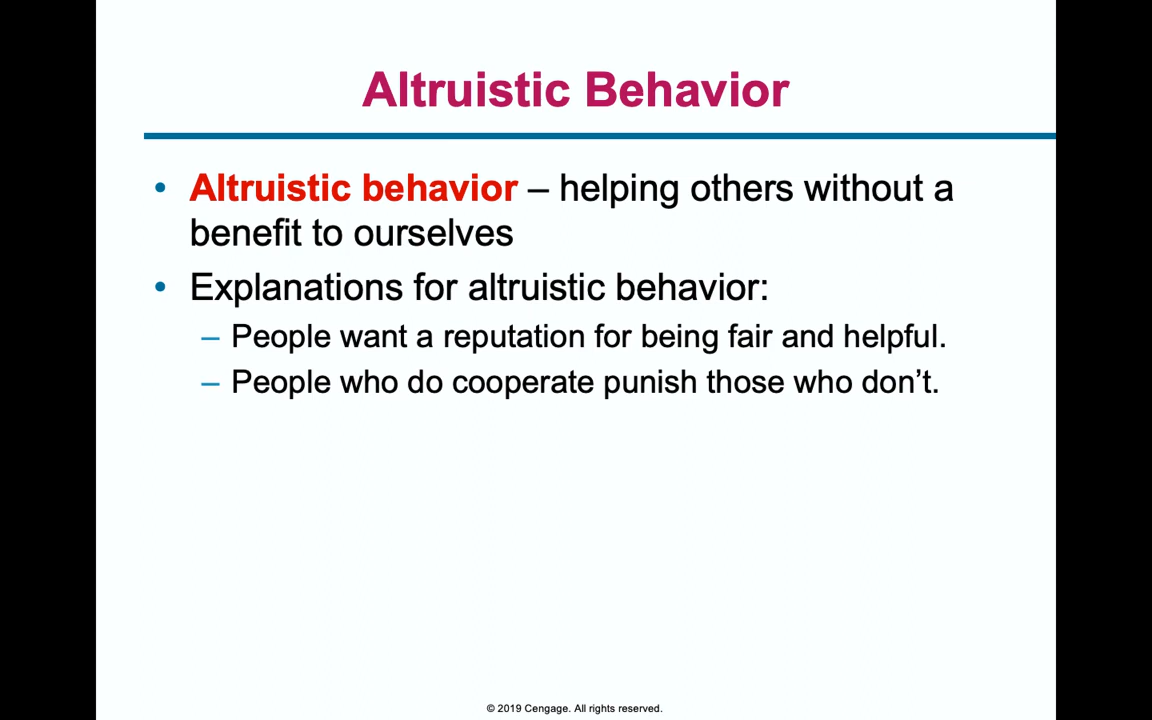 Altruistic Behavior
• Altruistic behavior – helping others without a
benefit to ourselves
• Explanations for altruistic behavior:
– People want a reputation for being fair and helpful.
– People who do cooperate punish those who don’t.
© 2019 Cengage. All rights reserved.